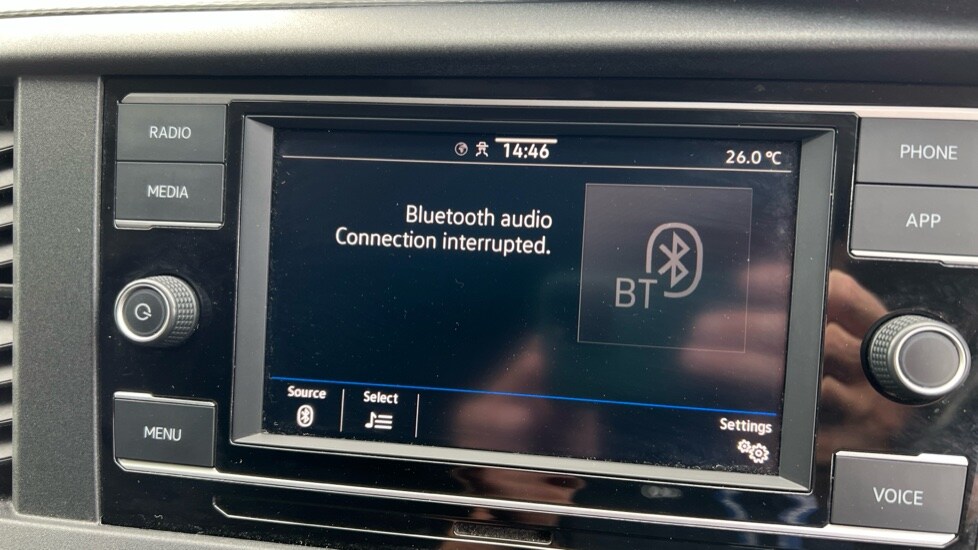 RADIO
MEDIA
MENU
14:46
26.0 °C
Bluetooth audio
Connection interrupted.
BT
Source
Select
Settings
PHONE
APP
VOICE